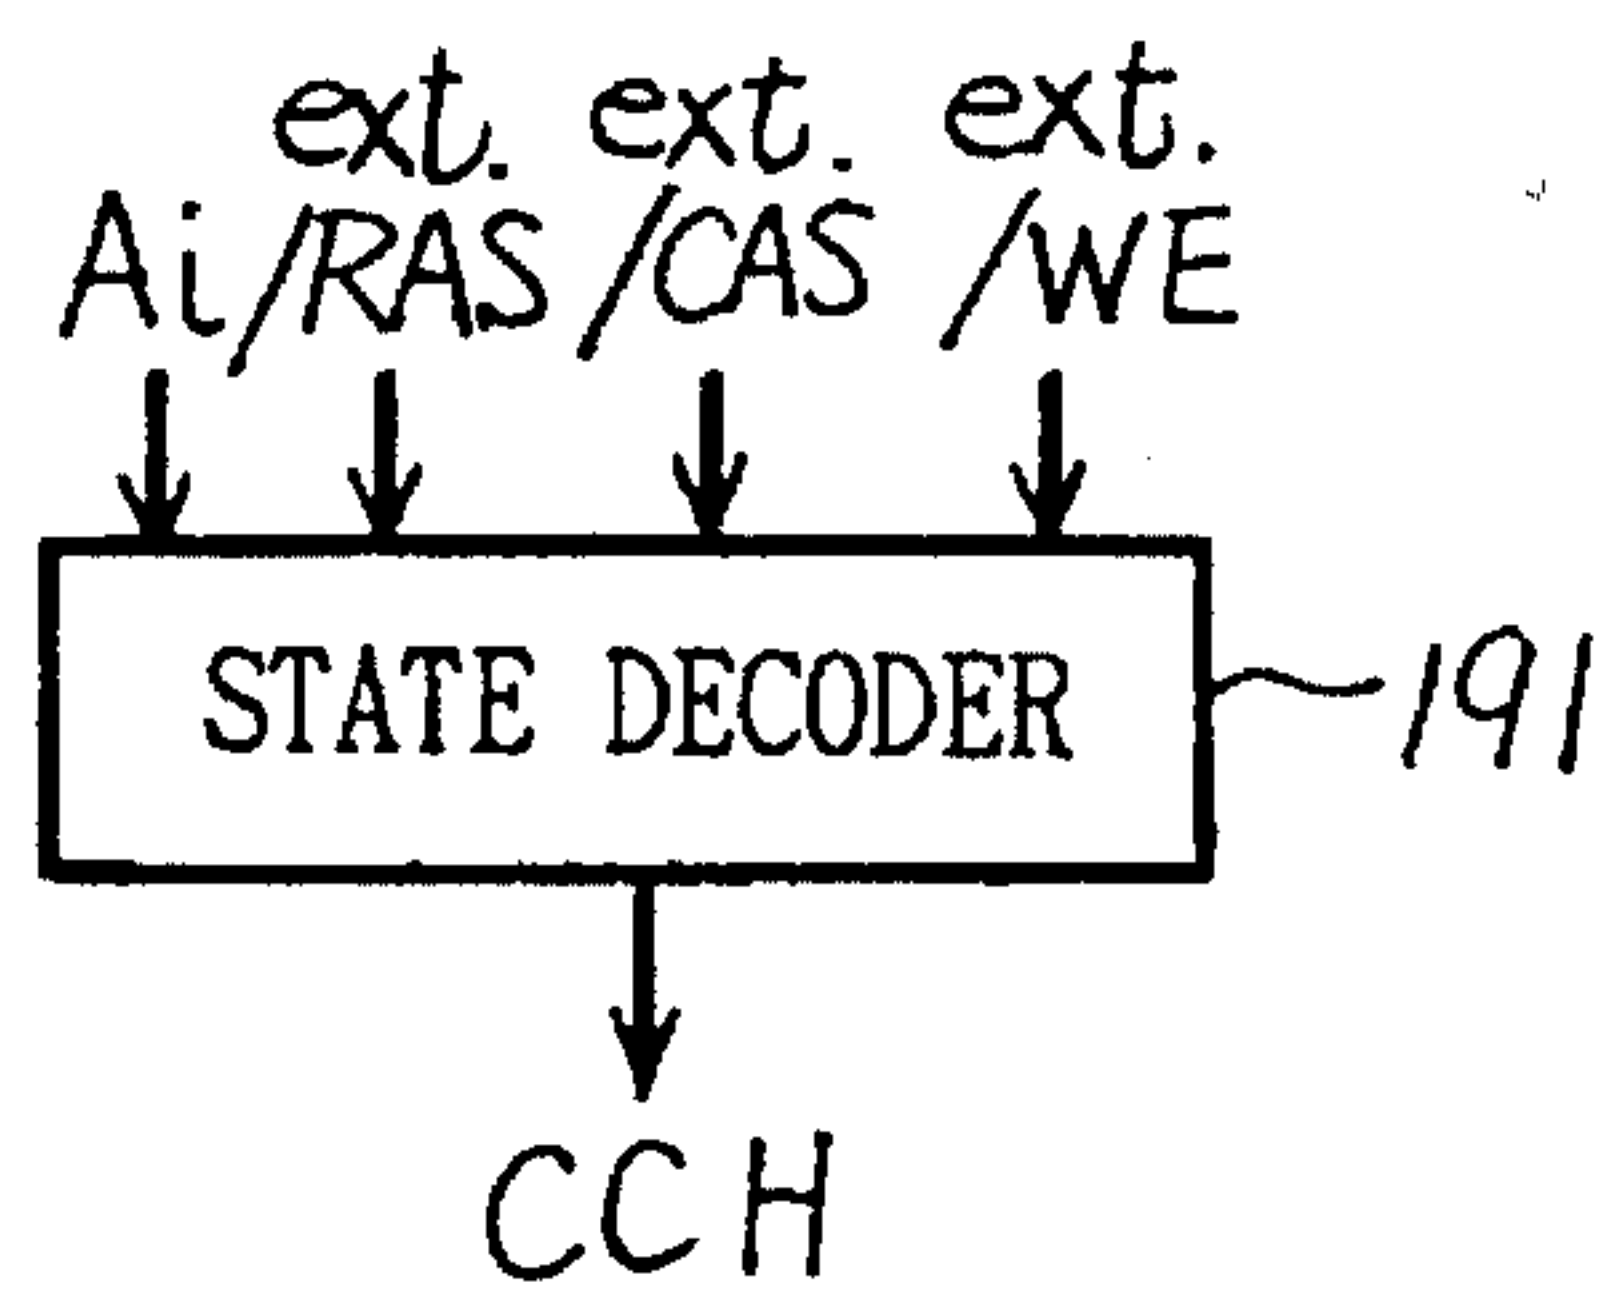 ext. ext. ext.
Ai /RAS /CAS /WE
STATE DECODER
191
CCH